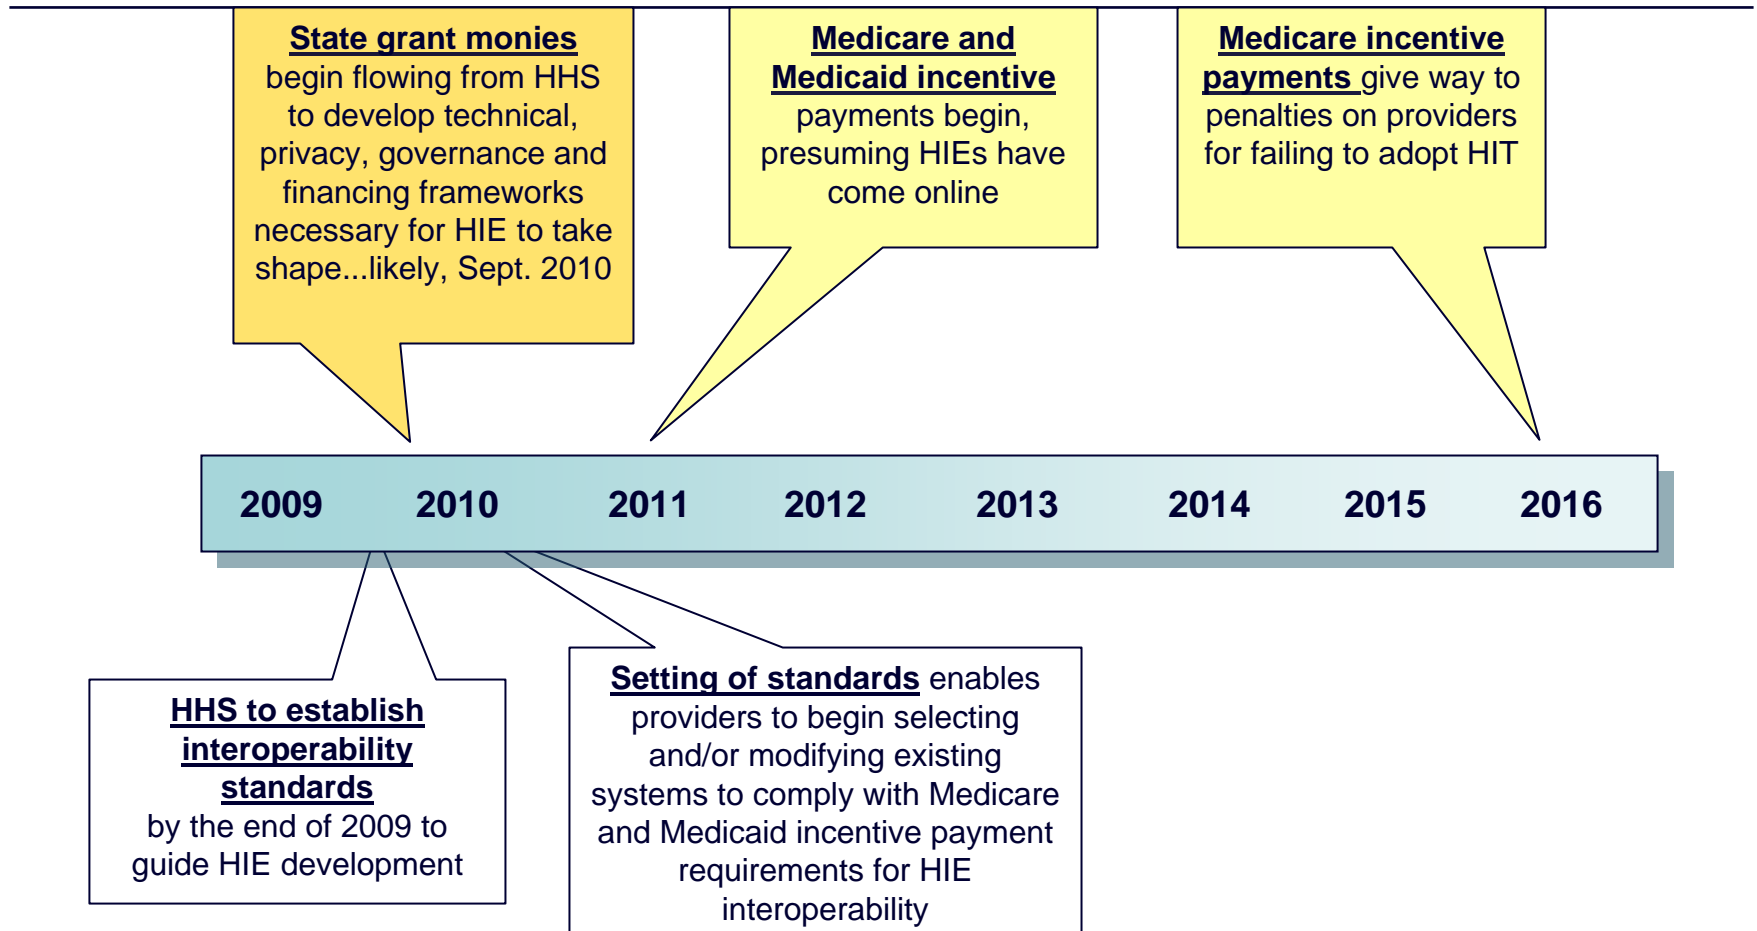 State grant monies
begin flowing from HHS
to develop technical,
privacy, governance and
financing frameworks
necessary for HIE to take
shape...likely, Sept. 2010
Medicare and
Medicaid incentive
payments begin,
presuming HIEs have
come online
Medicare incentive
payments give way to
penalties on providers
for failing to adopt HIT
2009 2010 2011 2012 2013 2014 2015 2016
HHS to establish
interoperability
standards
by the end of 2009 to
guide HIE development
Setting of standards enables
providers to begin selecting
and/or modifying existing
systems to comply with Medicare
and Medicaid incentive payment
requirements for HIE
interoperability